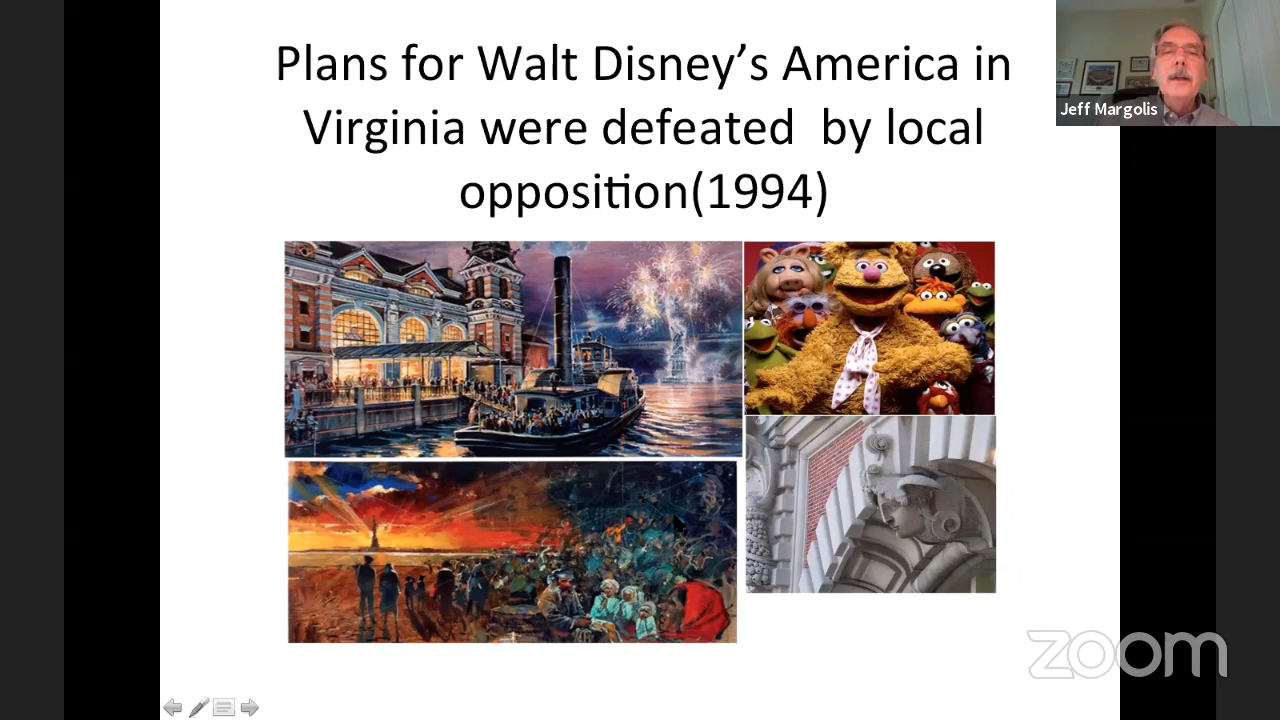 Plans for Walt Disney’s America in
Virginia were defeated  by local
opposition(1994)
Jeff Margolis
zoom